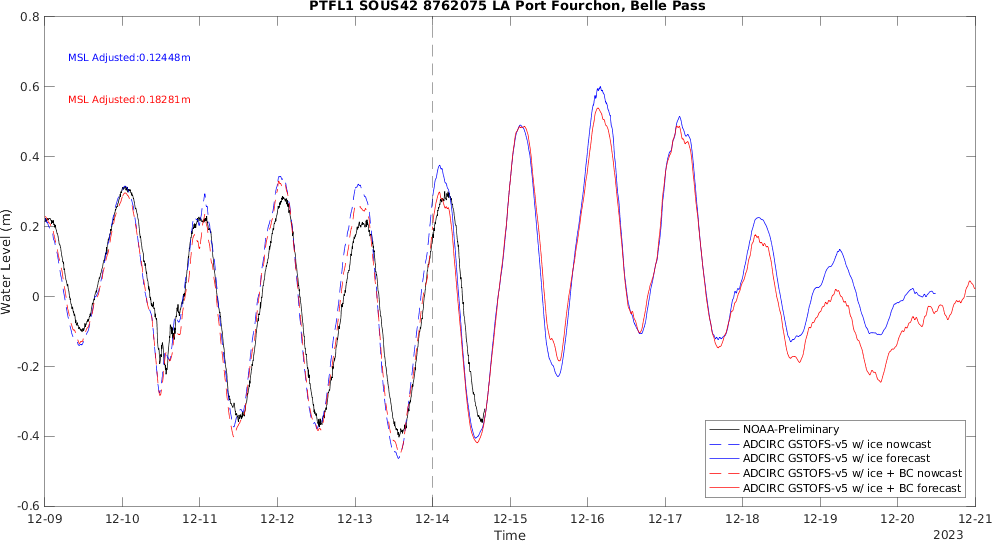 PTFL1 SOUS42 8762075 LA Port Fourchon, Belle Pass
0.8
0.6
0.4
0.2
0
-0.2
-0.4
-0.6
Water Level (m)
MSL Adjusted:0.12448m
MSL Adjusted:0.18281m
NOAA-Preliminary
ADCIRC GSTOFS-v5 w/ ice nowcast
ADCIRC GSTOFS-v5 w/ ice forecast
ADCIRC GSTOFS-v5 w/ ice + BC nowcast
ADCIRC GSTOFS-v5 w/ ice + BC forecast
12-09 12-10 12-11 12-12 12-13 12-14 12-15 12-16 12-17 12-18 12-19 12-20 12-21
Time
2023